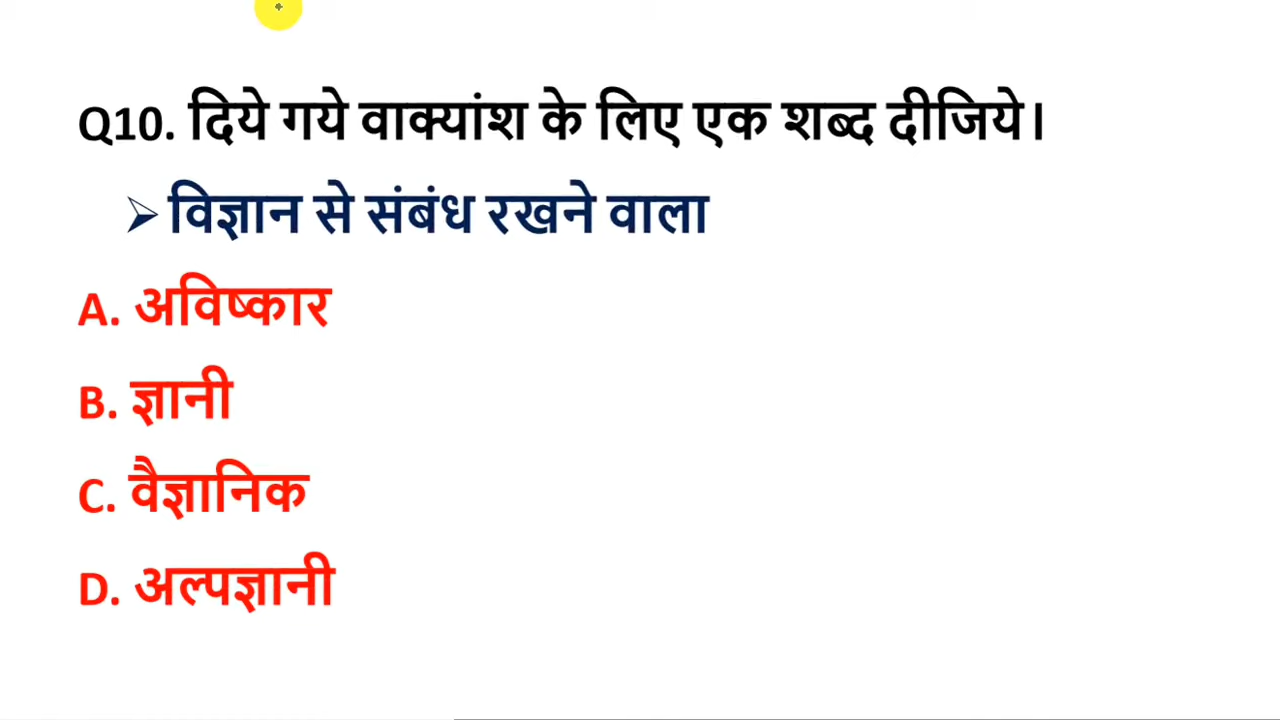 Q10. दिये गये वाक्यांश के लिए एक शब्द दीजिये।
➢ विज्ञान से संबंध रखने वाला
A. अविष्कार
B. ज्ञानी
C. वैज्ञानिक
D. अल्पज्ञानी